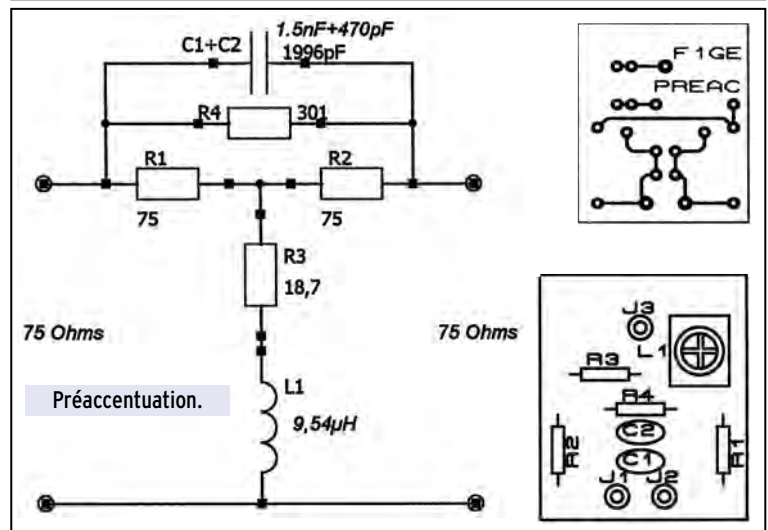 1.5nF+470pF
C1+C2
1996pF
R4
301
R1
R2
75
75
R3
18,7
75 Ohms
75 Ohms
L1
9,54µH
Préaccentuation.
F1GE
PREAC
J3
L1
R3
R4
C2
R2
C1
R1
J1
J2